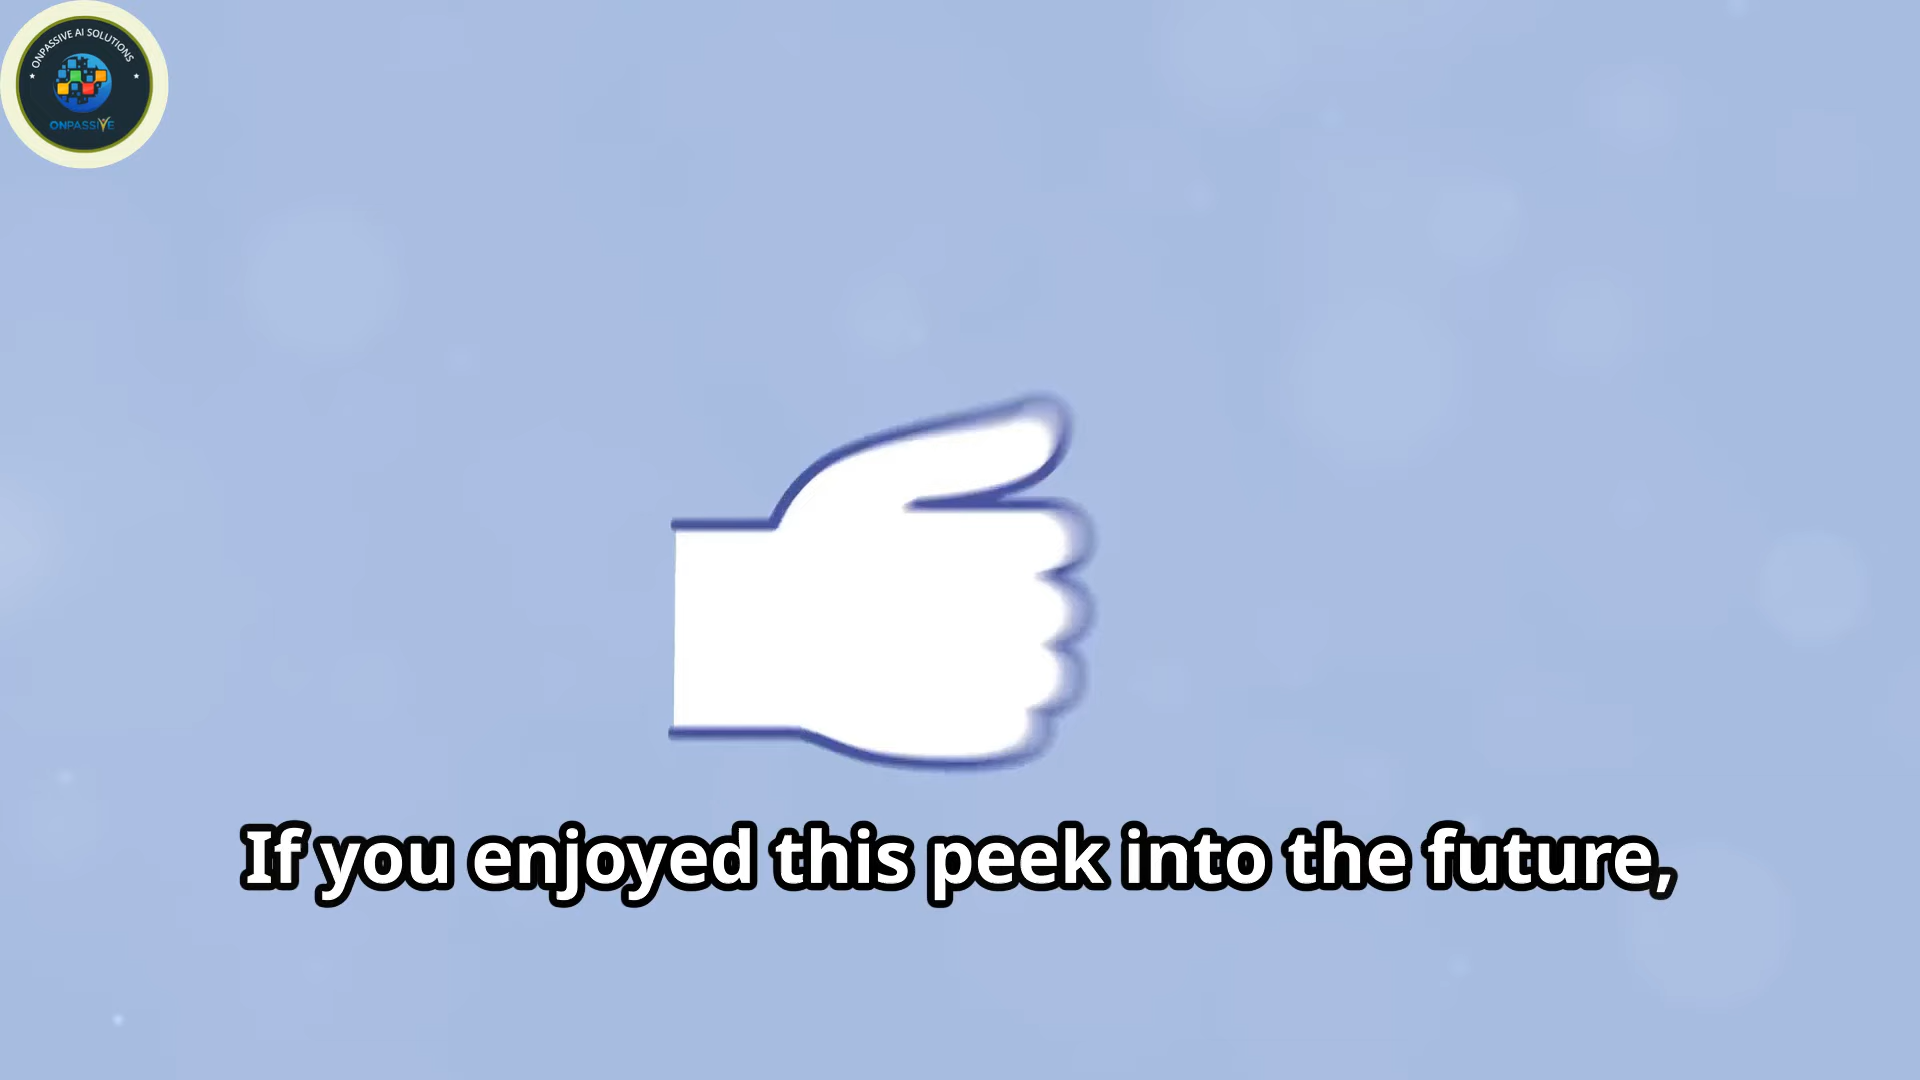 ONPASSIVE AI SOLUTIONS
ONPASSIVE
If you enjoyed this peek into the future,